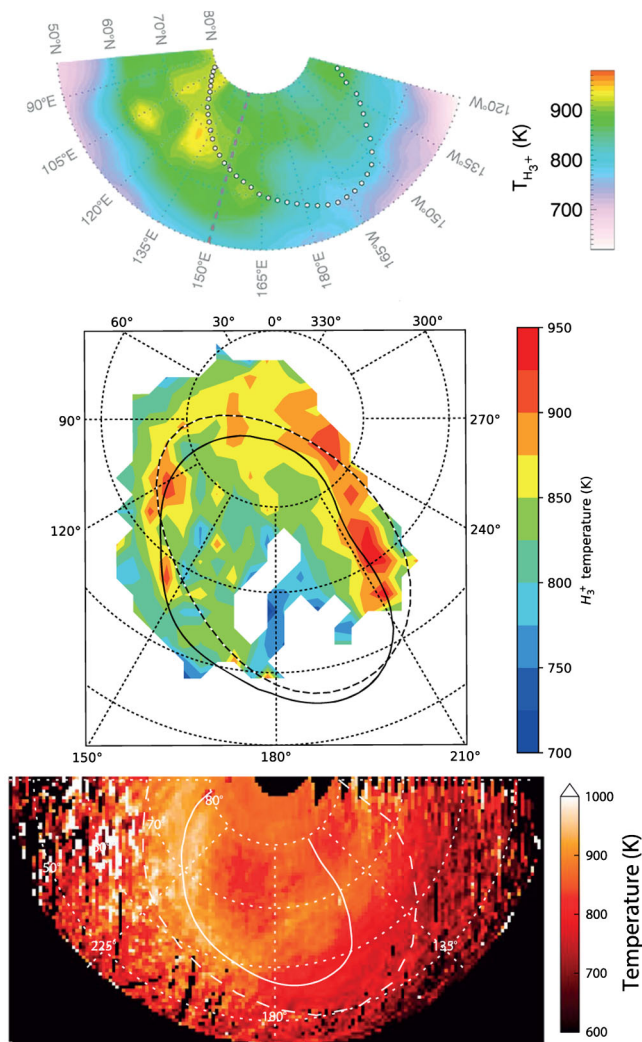 50°N 60°N 70°N 80°N
90°E
105°E
120°E
135°E
150°E
165°E
180°E
165°W
150°W
135°W
120°W
900
800
700
T_H₃⁺ (K)
60° 30° 0° 330° 300°
90° 270°
120° 240°
150° 180° 210°
950
900
850
800
750
700
H₃⁺ temperature (K)
80°
70°
60°
50°
225° 135°
180°
1000
900
800
700
600
Temperature (K)